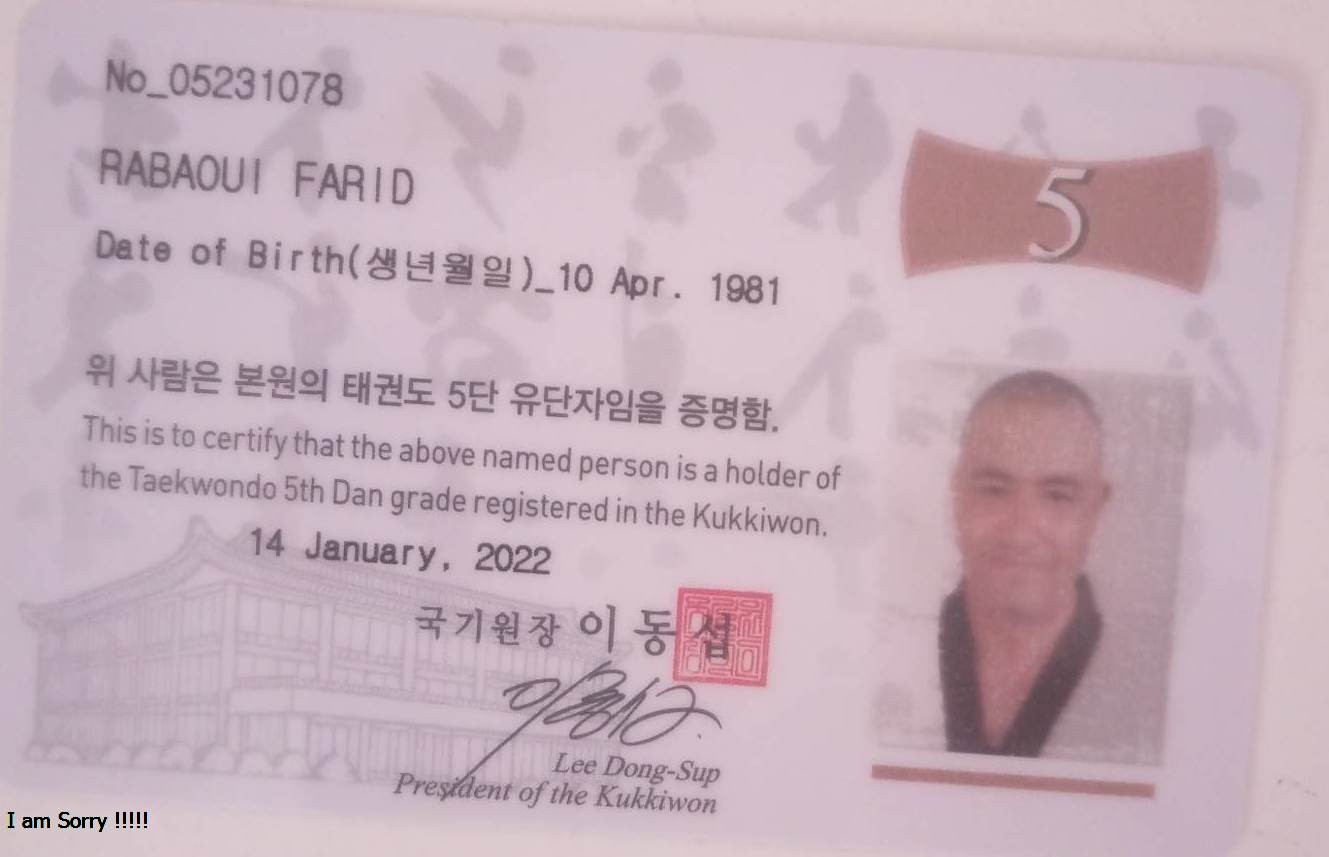 No_05231078
5
RABAOUI FARID
Date of Birth(생년월일)_10 Apr. 1981
위 사람은 본원의 태권도 5단 유단자임을 증명함.
This is to certify that the above named person is a holder of
the Taekwondo 5th Dan grade registered in the Kukkiwon.
14 January, 2022
국기원장 이동섭
Lee Dong-Sup
President of the Kukkiwon
I am Sorry !!!!!